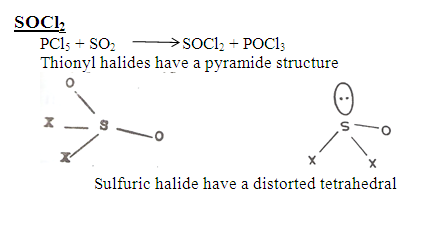 SOCl₂
PCl₅ + SO₂ ⟶ SOCl₂ + POCl₃
Thionyl halides have a pyramide structure
O
X S O
X
S O
X X
Sulfuric halide have a distorted tetrahedral